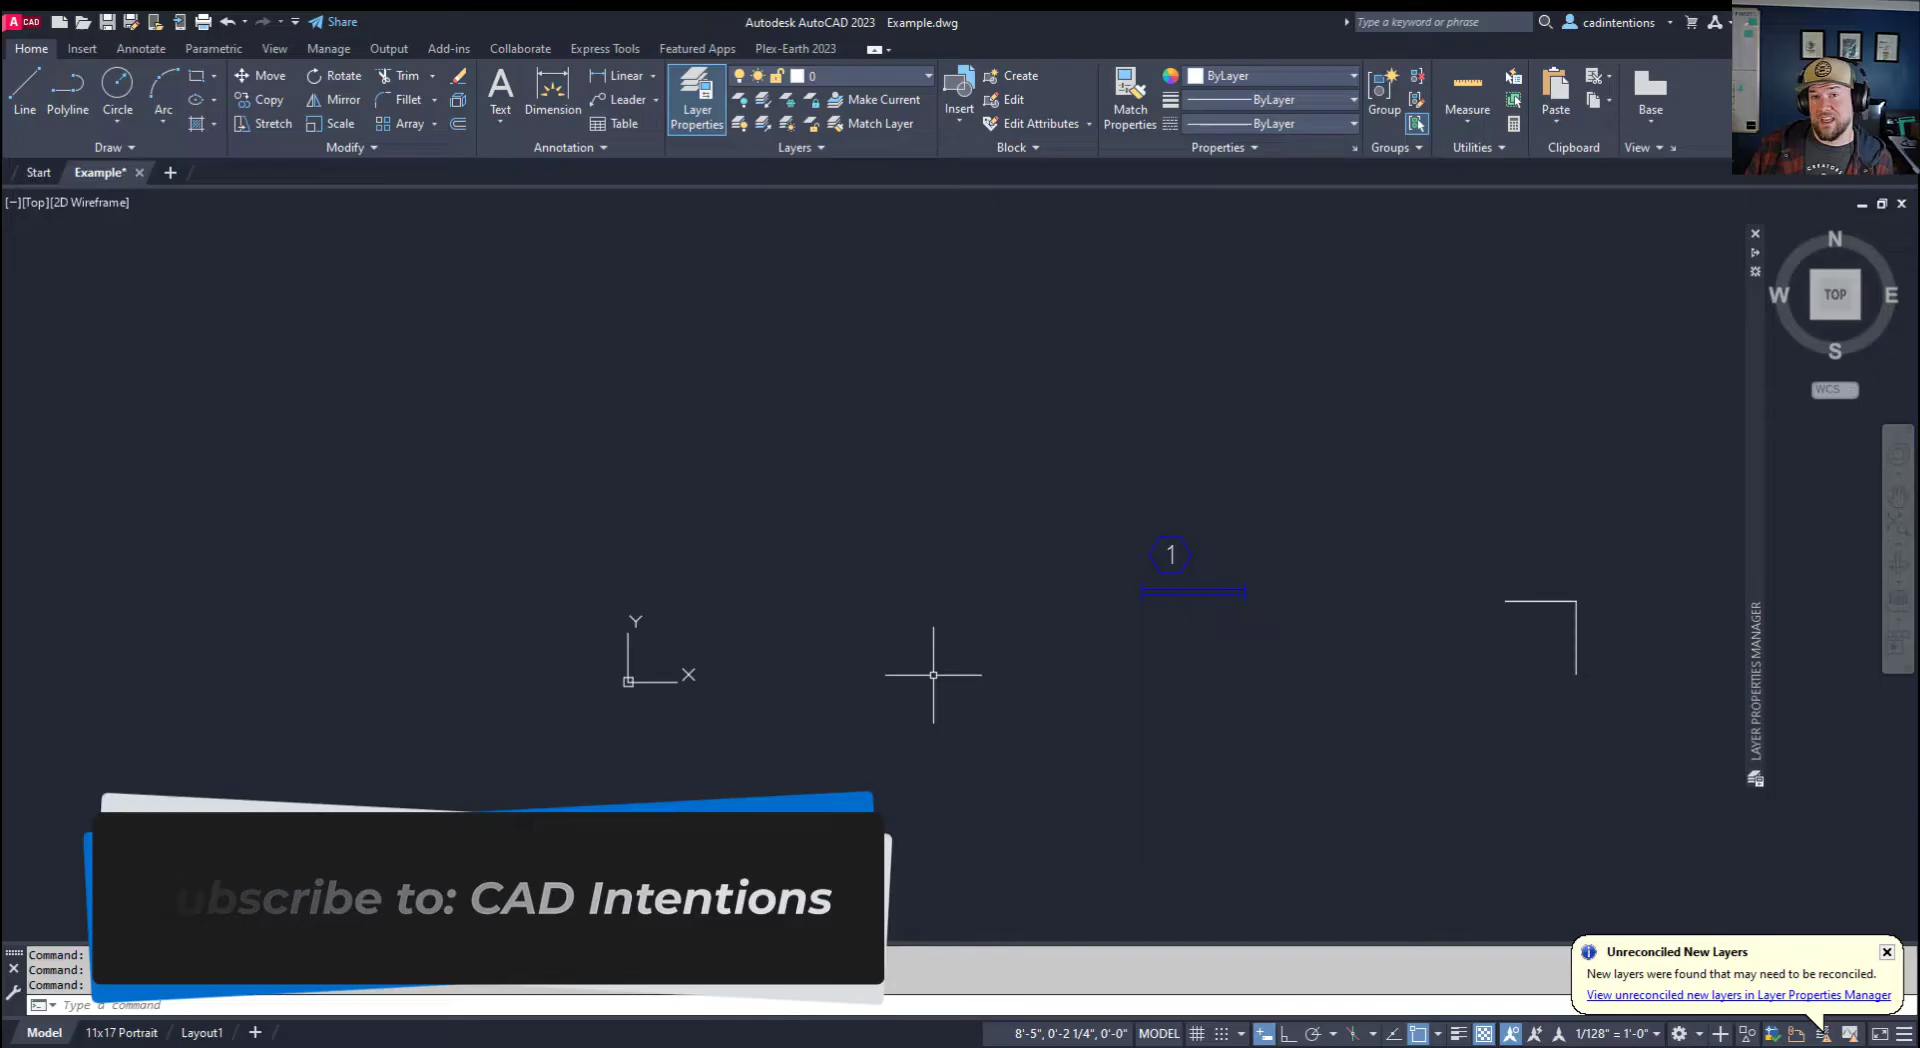 CAD
Share
Autodesk AutoCAD 2023 Example.dwg
Type a keyword or phrase
cadintentions
Home Insert Annotate Parametric View Manage Output Add-ins Collaborate Express Tools Featured Apps Plex-Earth 2023
Line Polyline Circle Arc
Move Rotate Trim
Copy Mirror Fillet
Stretch Scale Array
Text Dimension
Linear
Leader
Table
Layer Properties
0
Make Current
Match Layer
Insert
Create
Edit
Edit Attributes
Match Properties
ByLayer
ByLayer
ByLayer
Group
Measure
Paste
Base
Draw Modify Annotation Layers Block Properties Groups Utilities Clipboard View
Start Example*
[−][Top][2D Wireframe]
N
W TOP E
S
WCS
1
Y
X
LAYER PROPERTIES MANAGER
ubscribe to: CAD Intentions
Command:
Command:
Command:
Type a command
Unreconciled New Layers
New layers were found that may need to be reconciled.
View unreconciled new layers in Layer Properties Manager
Model 11x17 Portrait Layout1
8'-5", 0'-2 1/4", 0'-0" MODEL 1/128" = 1'-0"